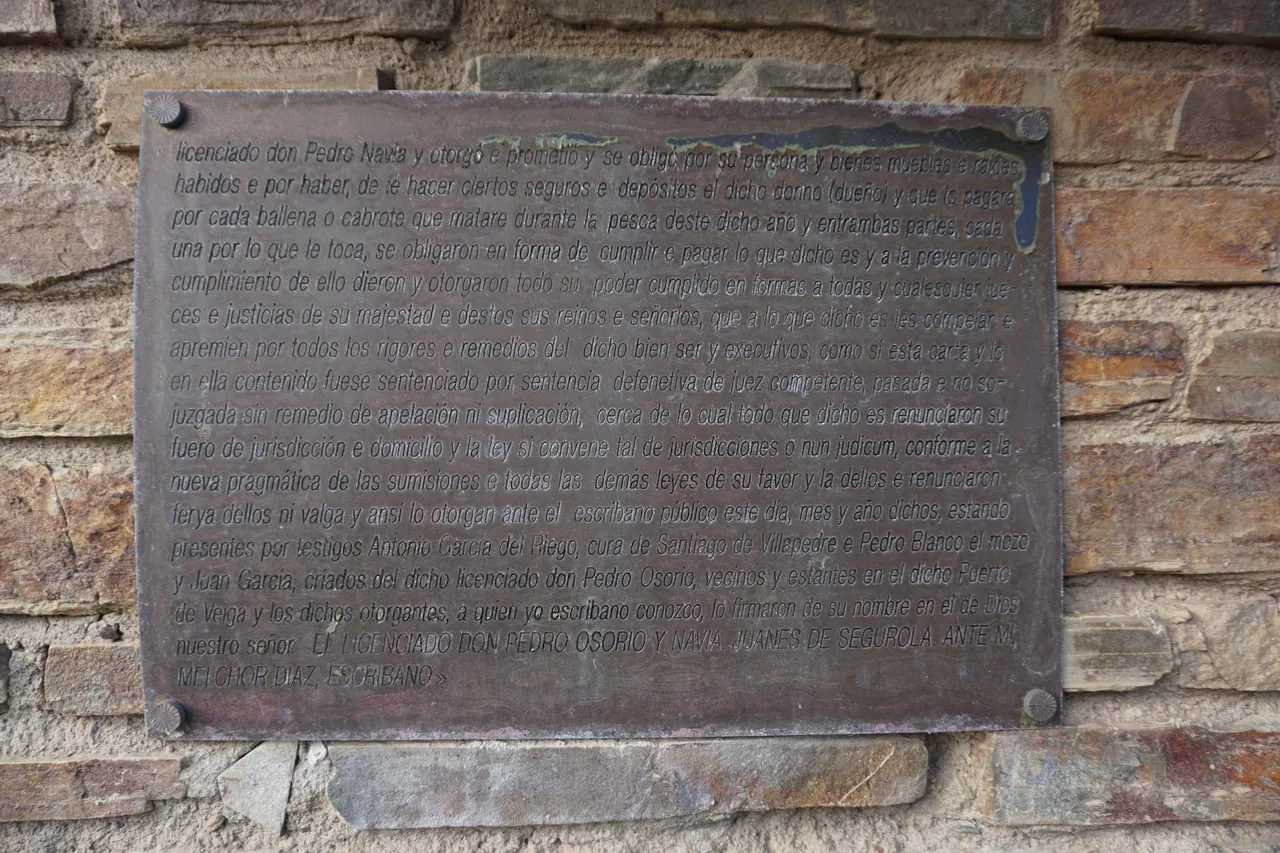 licenciado don Pedro Navia y otorgó e prometió y se obligó por su persona y bienes muebles e raíces
habidos e por haber, de le hacer ciertos seguros e depósitos el dicho donno (dueño) y que lo pagará
por cada ballena o cabrote que matare durante la pesca deste dicho año y entrambas partes, cada
una por lo que le toca, se obligaron en forma de cumplir e pagar lo que dicho es y a la prevención y
cumplimiento de ello dieron y otorgaron todo su poder cumplido en formas a todas y cualesquier jue-
ces e justicias de su majestad e destos sus reinos e señoríos, que a lo que dicho es les compelan e
apremien por todos los rigores e remedios del dicho bien ser y executivos, como si esta carta y lo
en ella contenido fuese sentenciado por sentencia defenetiva de juez competente, pasada e no so-
juzgada sin remedio de apelación ni suplicación, cerca de lo cual todo que dicho es renunciaron su
fuero de jurisdicción e domicilio y la ley si convene tal de jurisdicciones o nun judicum, conforme a la
nueva pragmática de las sumisiones e todas las demás leyes de su favor y la dellos e renunciaron
ferya dellos ni valga y ansí lo otorgan ante el escribano público este día, mes y año dichos, estando
presentes por testigos Antonio García del Riego, cura de Santiago de Villapedre e Pedro Blanco el mozo
y Juan García, criados del dicho licenciado don Pedro Osorio, vecinos y estantes en el dicho Puerto
de Veiga y los dichos otorgantes, a quien yo escribano conozco, lo firmaron de su nombre en el de Dios
nuestro señor. EL LICENCIADO DON PEDRO OSORIO Y NAVIA. JUANES DE SEGUROLA. ANTE MI,
MELCHOR DIAZ, ESCRIBANO»